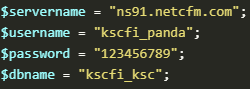 $servername = "ns91.netcfm.com";
$username = "kscfi_panda";
$password = "123456789";
$dbname = "kscfi_ksc";